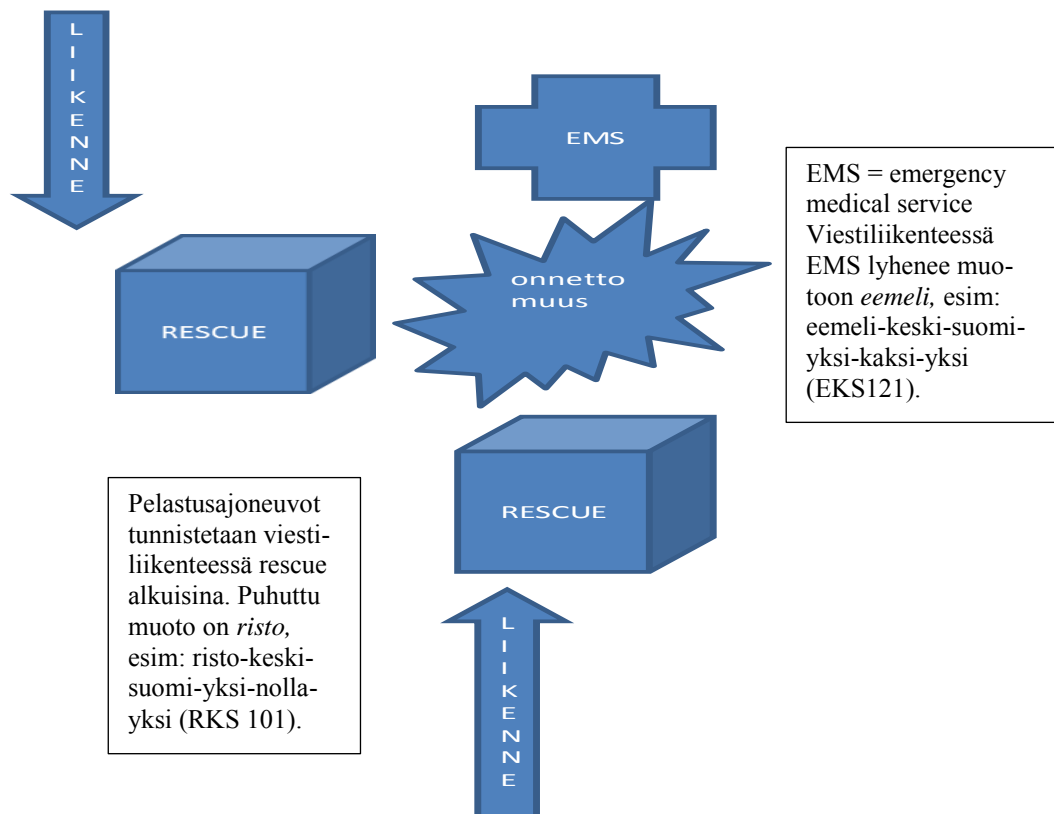 LIIKENNE
EMS
EMS = emergency
medical service
Viestiliikenteessä
EMS lyhenee muo-
toon eemeli, esim:
eemeli-keski-suomi-
yksi-kaksi-yksi
(EKS121).
onnetto
muus
RESCUE
RESCUE
Pelastusajoneuvot
tunnistetaan viesti-
liikenteessä rescue
alkuisina. Puhuttu
muoto on risto,
esim: risto-keski-
suomi-yksi-nolla-
yksi (RKS 101).
LIIKENNE